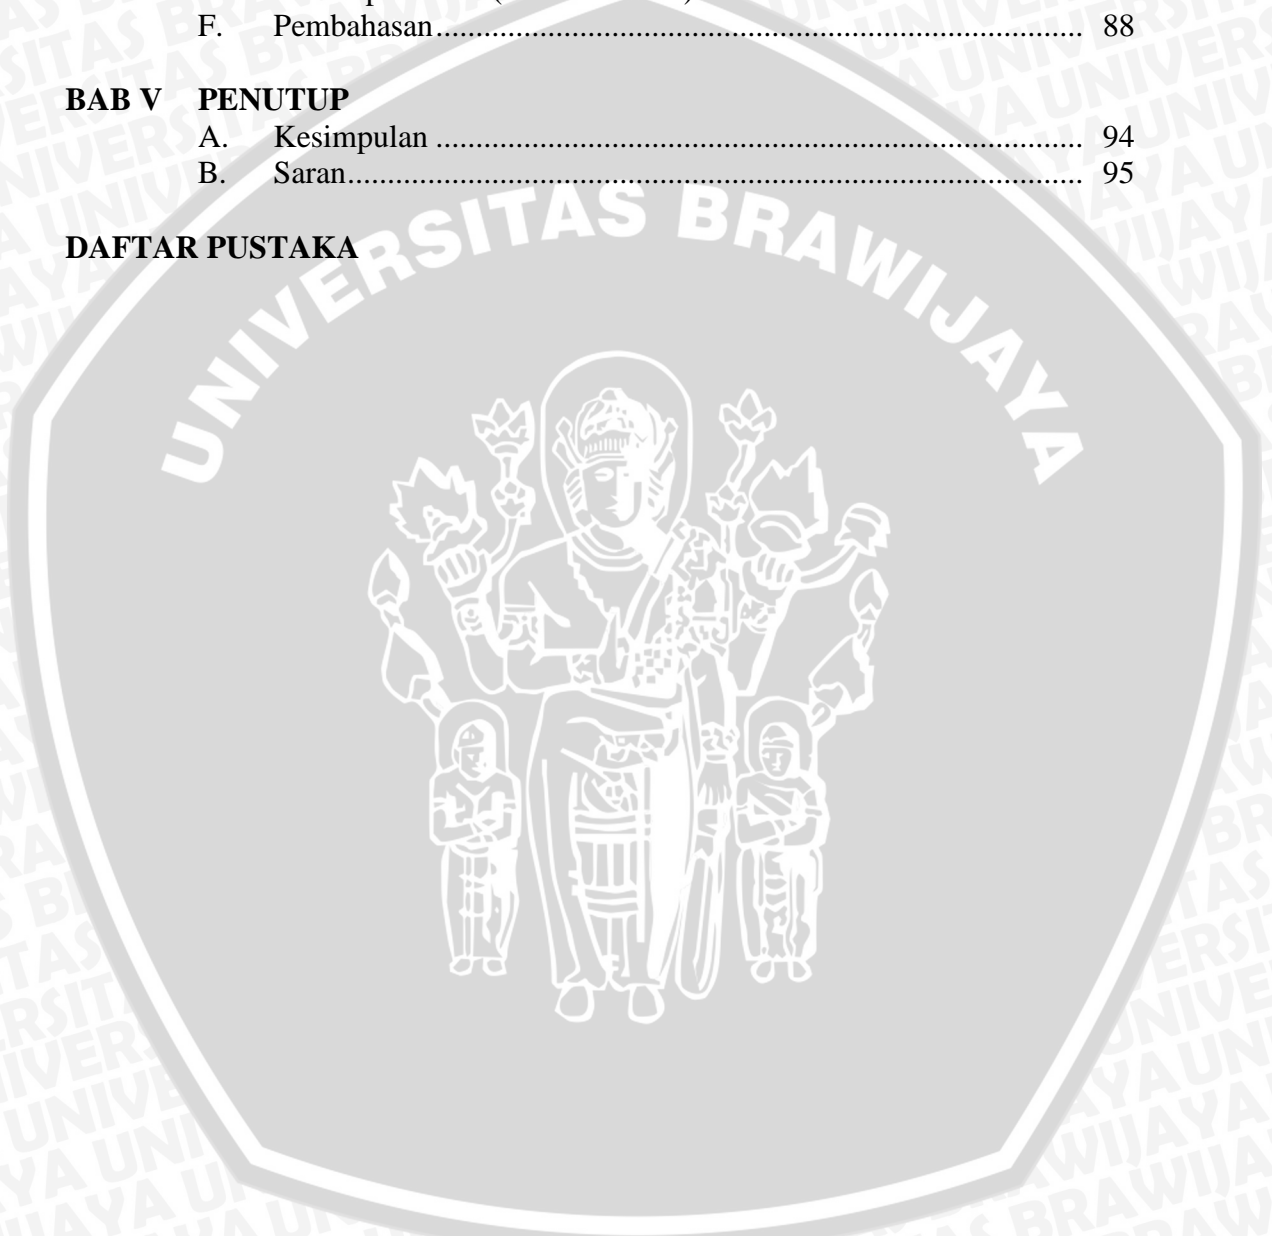 F. Pembahasan................................................................................ 88
BAB V PENUTUP
A. Kesimpulan ................................................................................ 94
B. Saran........................................................................................... 95
DAFTAR PUSTAKA
UNIVERSITAS BRAWIJAYA